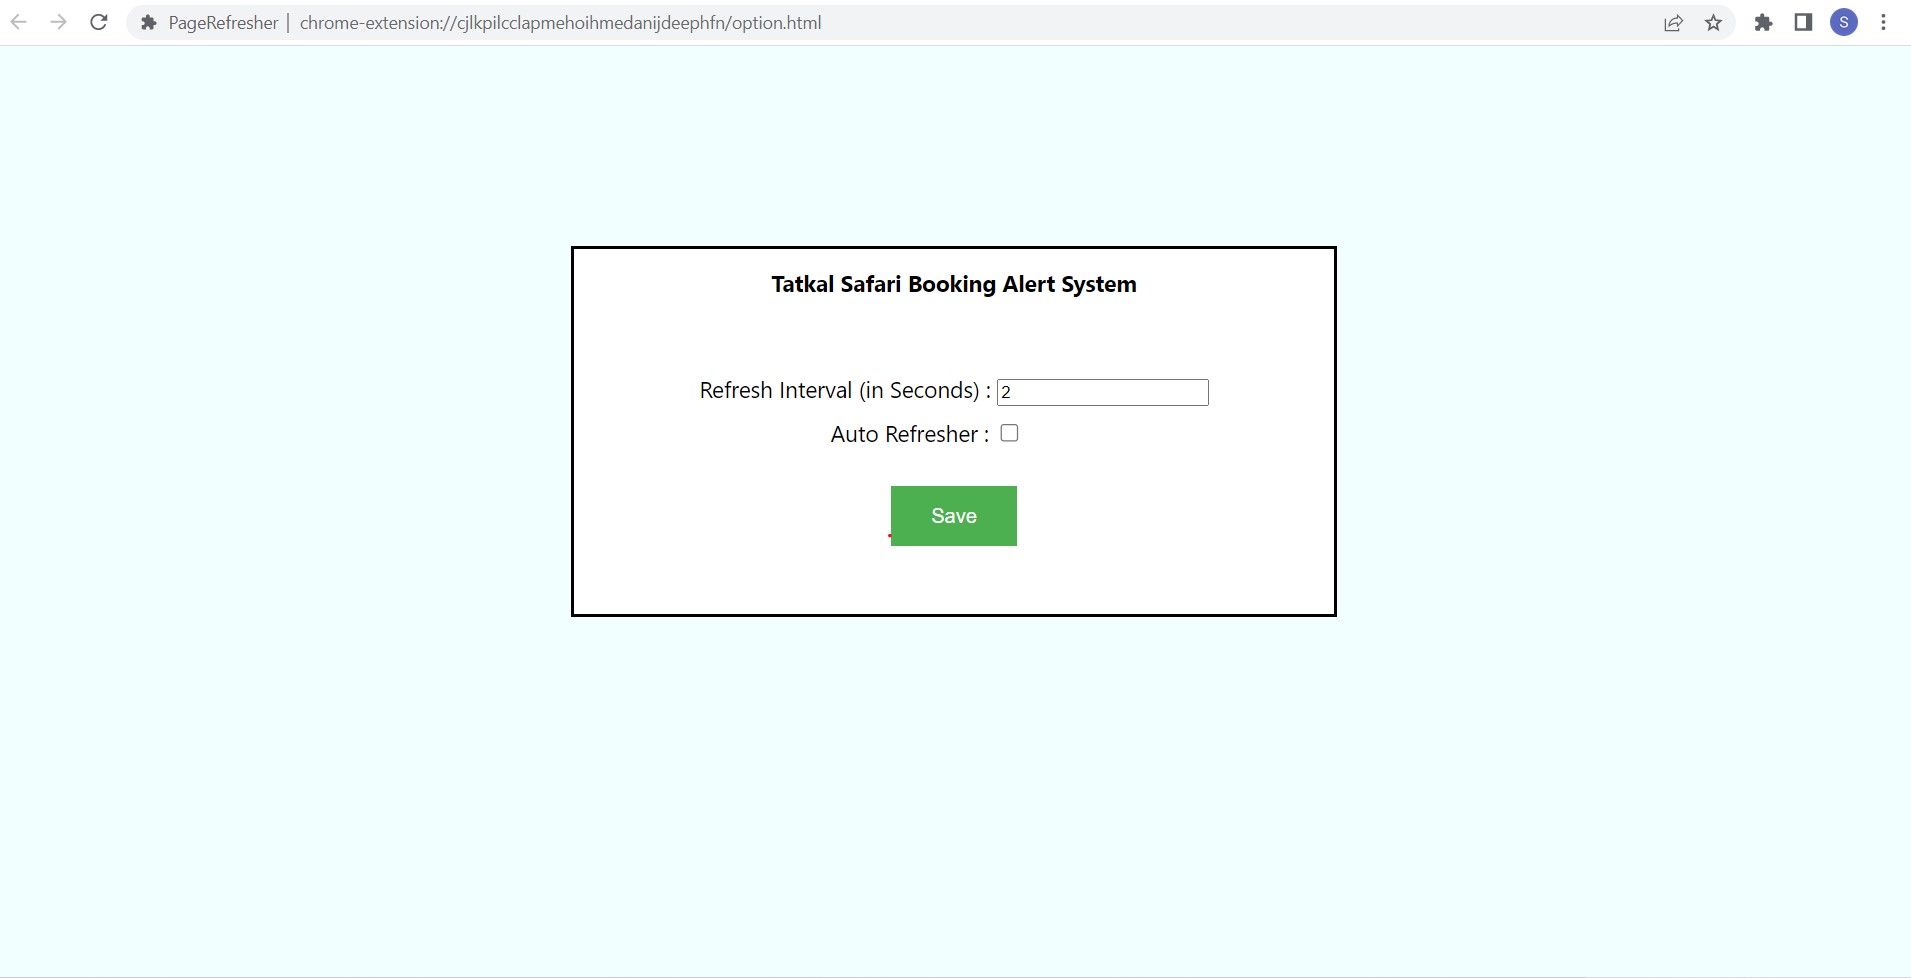 PageRefresher | chrome-extension://cjlkpilcclapmehoihmedanijdeephfn/option.html
S
Tatkal Safari Booking Alert System
Refresh Interval (in Seconds) : 2
Auto Refresher :
Save